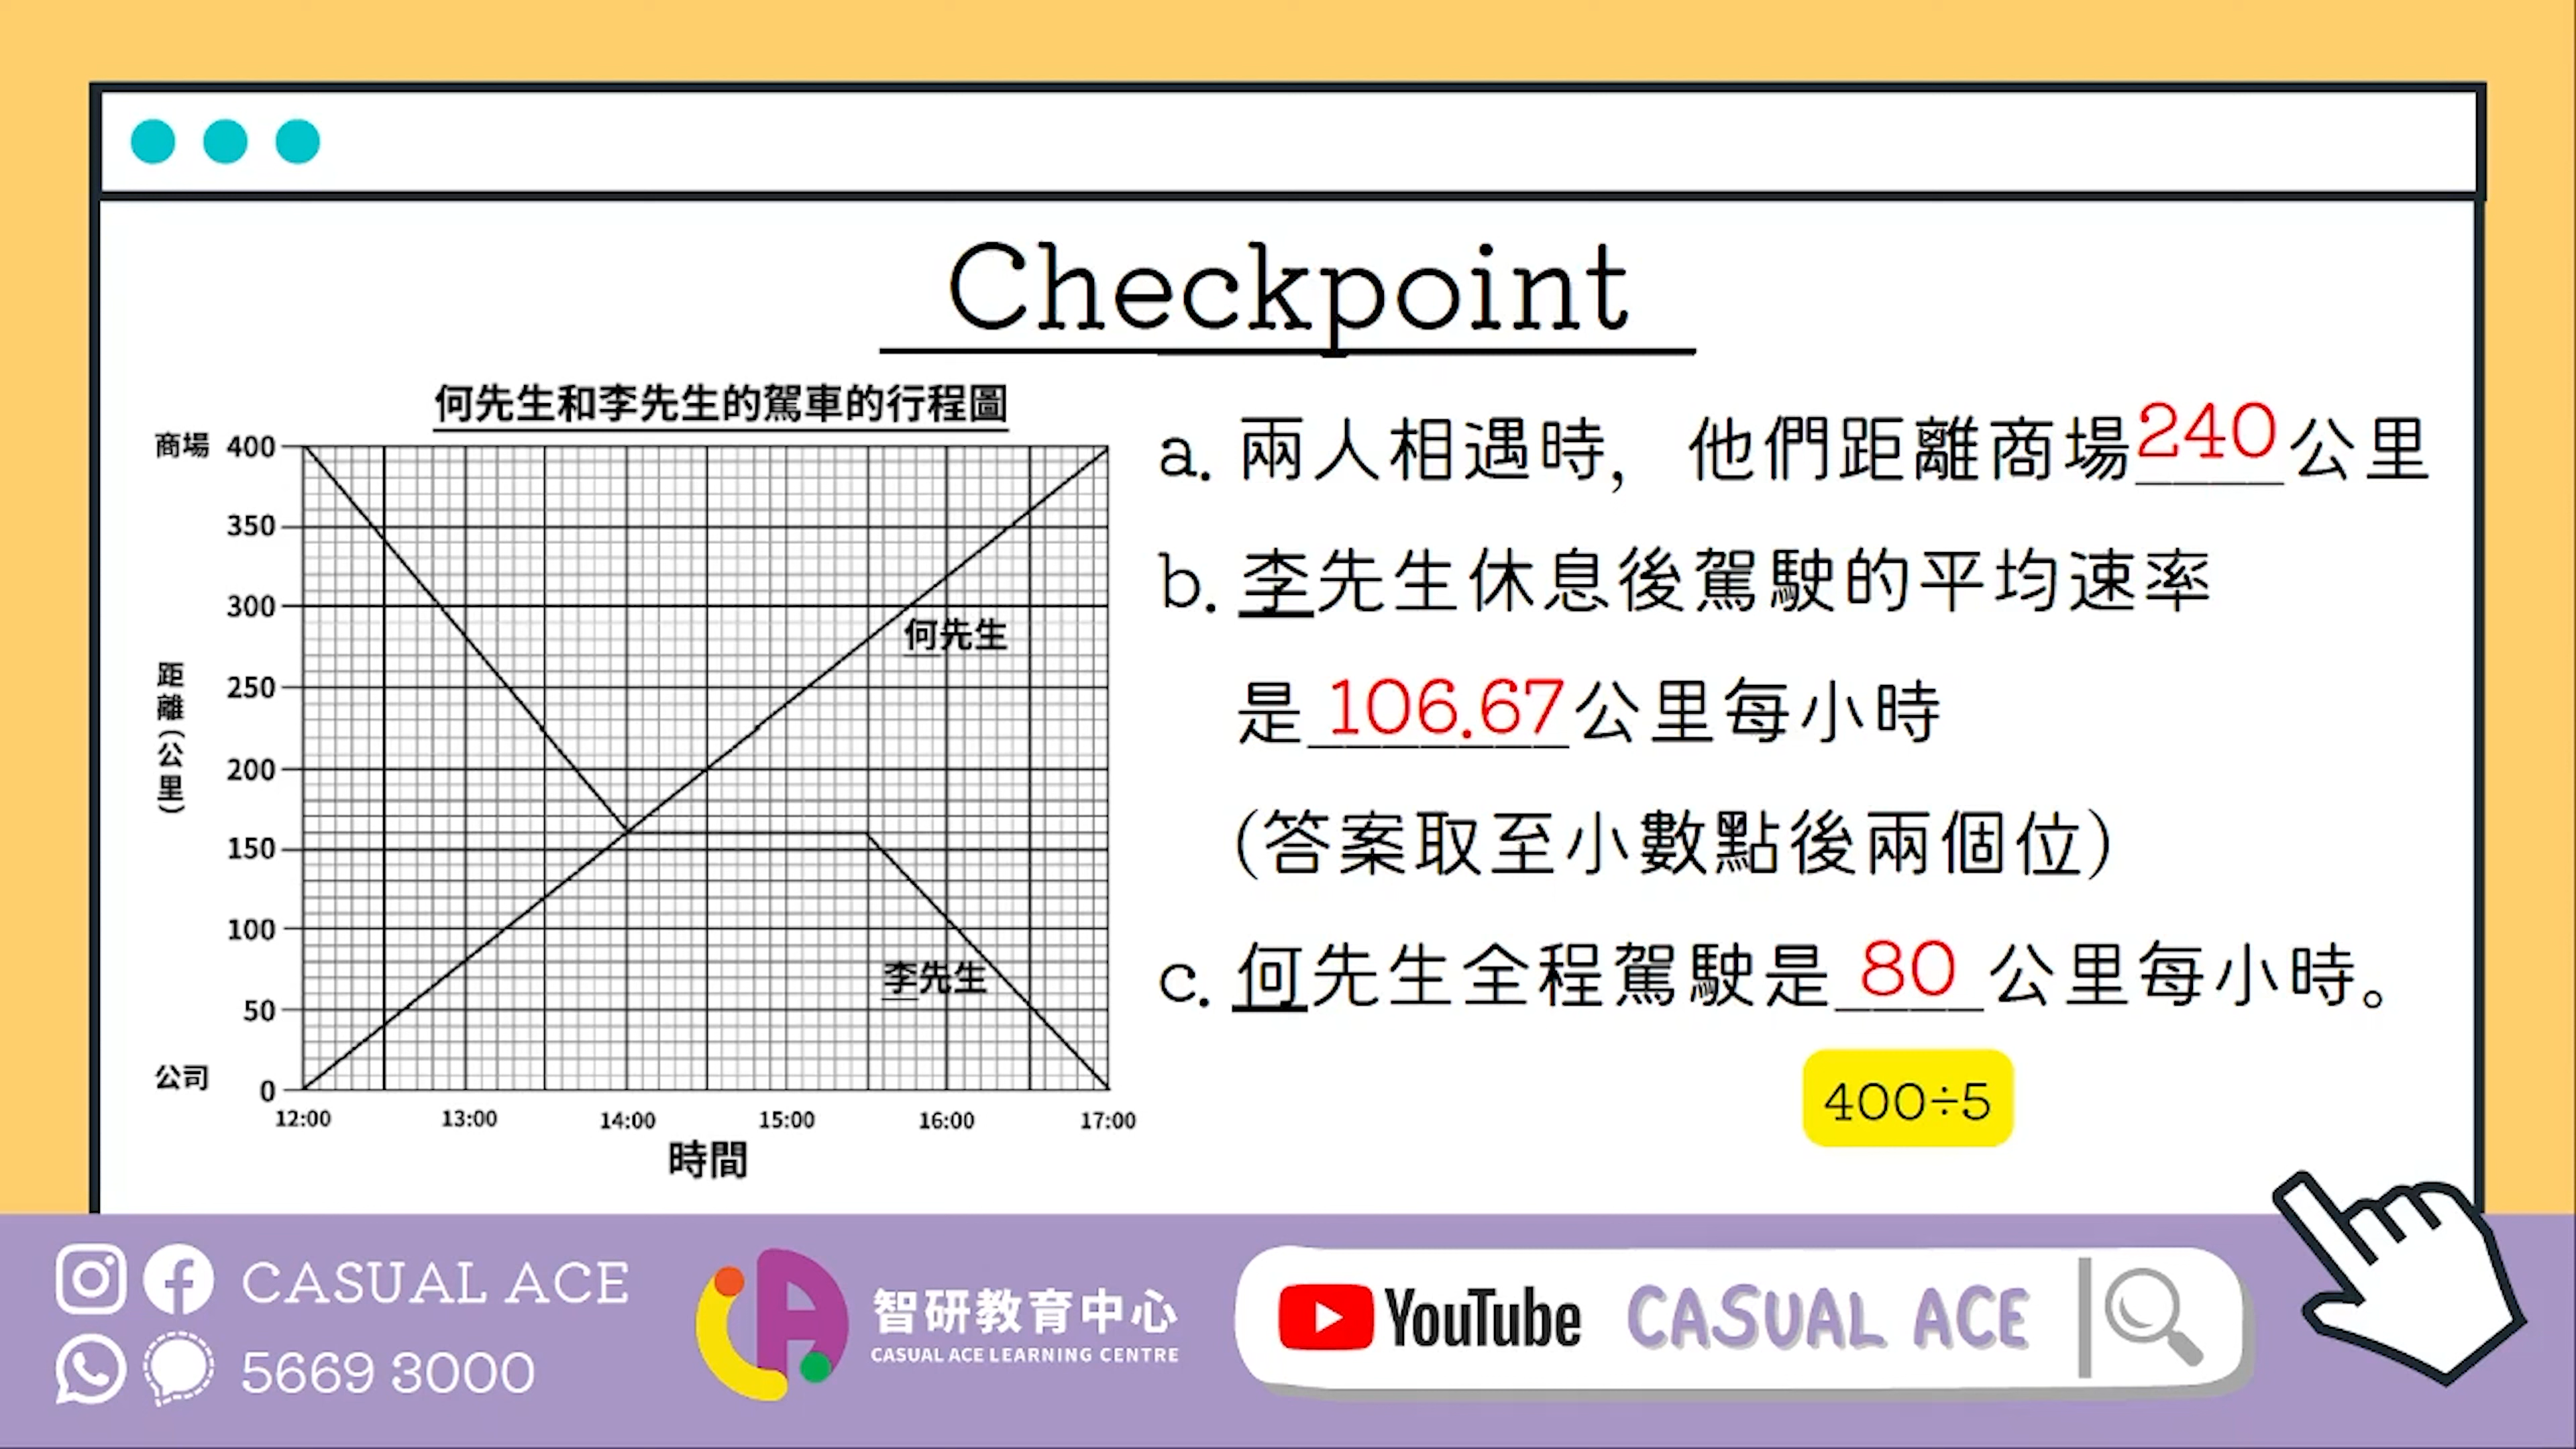 Checkpoint
何先生和李先生的駕車的行程圖
商場 400
350
300
250
200
150
100
50
公司 0
距離(公里)
何先生
李先生
12:00 13:00 14:00 15:00 16:00 17:00
時間
a. 兩人相遇時, 他們距離商場240公里
b. 李先生休息後駕駛的平均速率
是 106.67公里每小時
(答案取至小數點後兩個位)
c. 何先生全程駕駛是 80 公里每小時。
400÷5
CASUAL ACE
5669 3000
智研教育中心
CASUAL ACE LEARNING CENTRE
YouTube CASUAL ACE